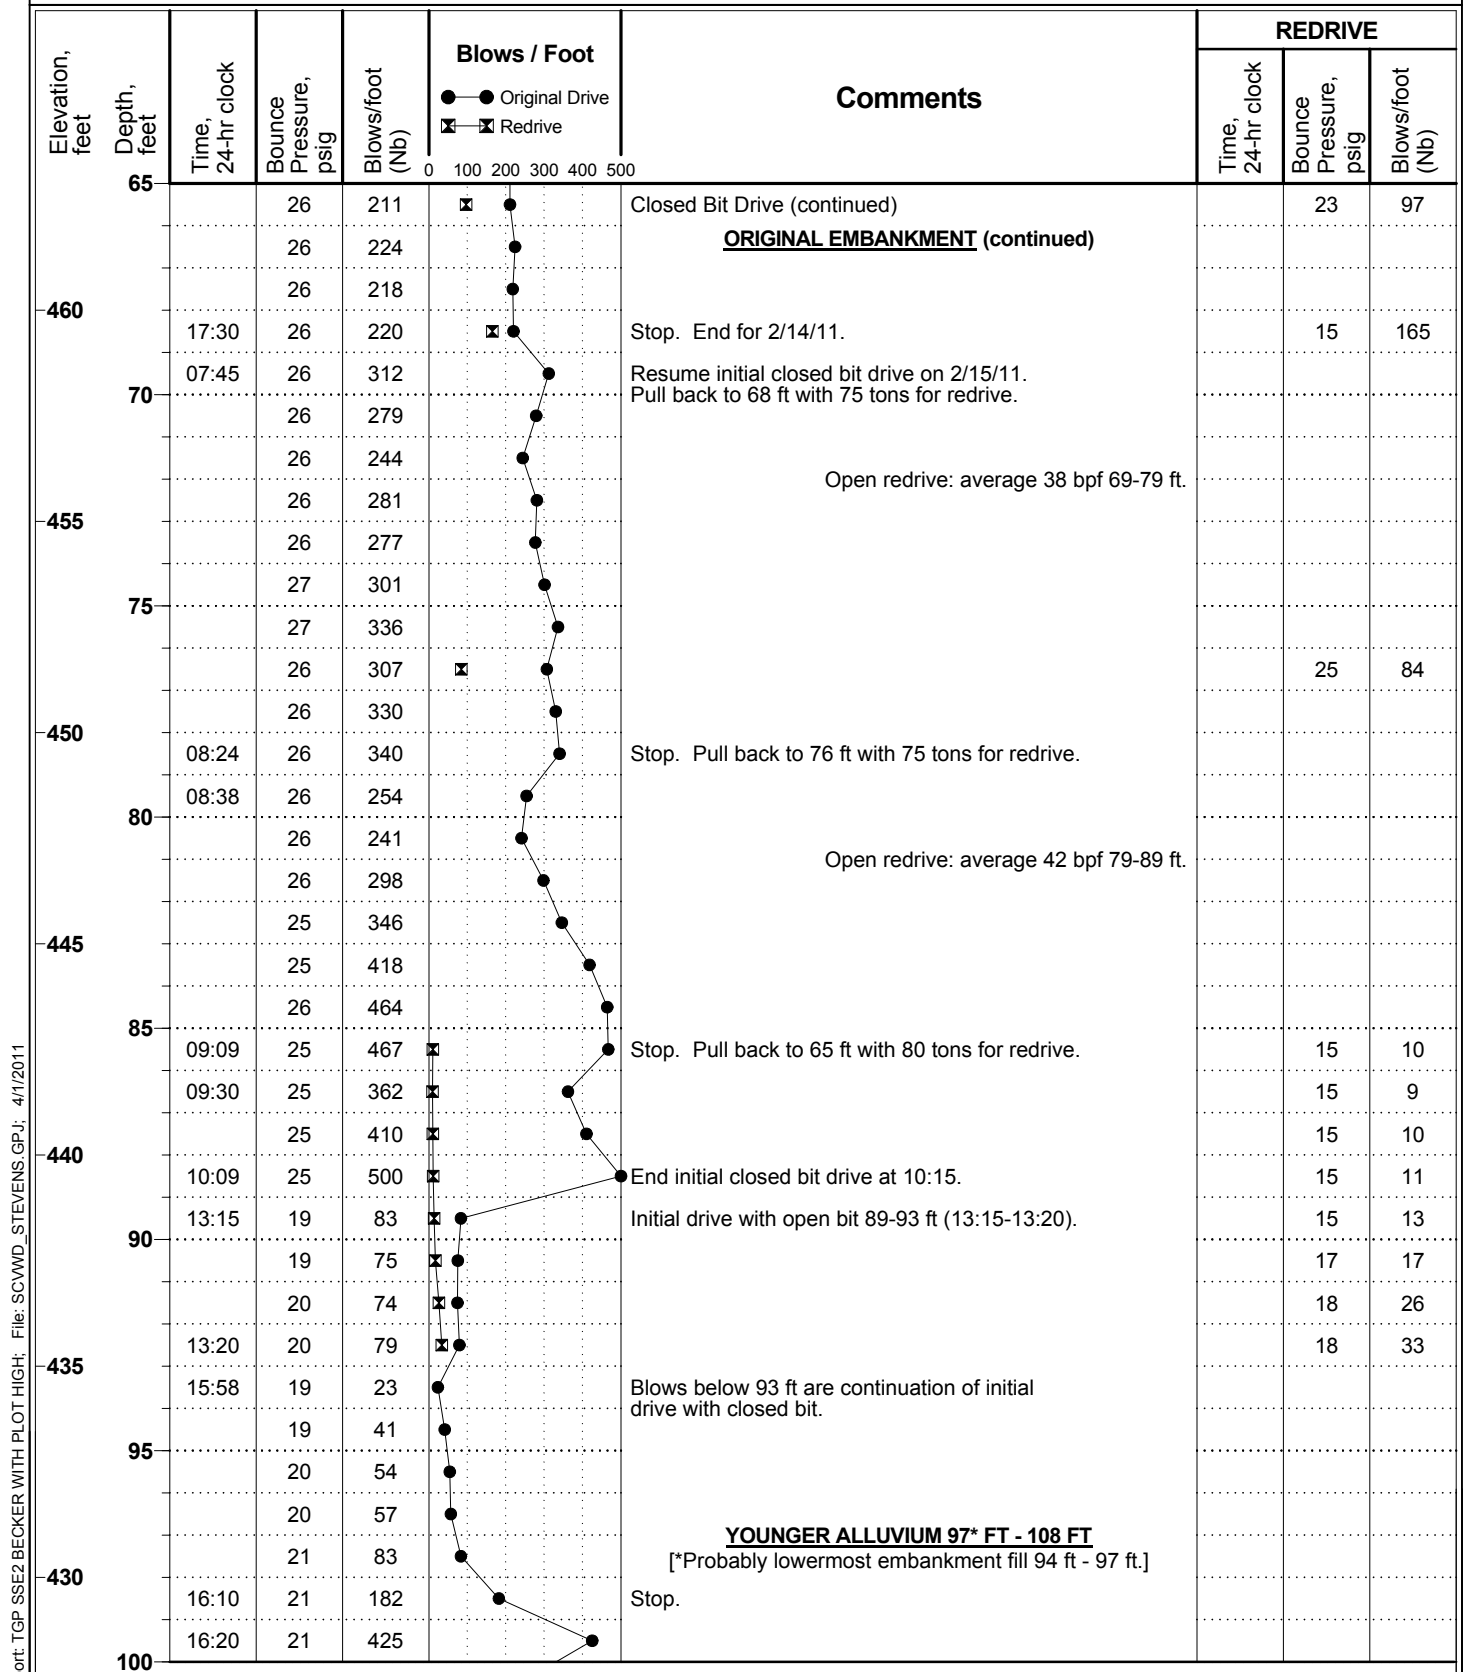 REDRIVE
Elevation, feet
Depth, feet
Time, 24-hr clock
Bounce Pressure, psig
Blows/foot (Nb)
Blows / Foot
Original Drive
Redrive
0 100 200 300 400 500
Comments
Time, 24-hr clock
Bounce Pressure, psig
Blows/foot (Nb)
65
26 211 Closed Bit Drive (continued) 23 97
ORIGINAL EMBANKMENT (continued)
26 224
26 218
460
17:30 26 220 Stop. End for 2/14/11. 15 165
07:45 26 312 Resume initial closed bit drive on 2/15/11.
70 Pull back to 68 ft with 75 tons for redrive.
26 279
26 244
Open redrive: average 38 bpf 69-79 ft.
26 281
455
26 277
27 301
75
27 336
26 307 25 84
26 330
450
08:24 26 340 Stop. Pull back to 76 ft with 75 tons for redrive.
08:38 26 254
80
26 241
Open redrive: average 42 bpf 79-89 ft.
26 298
25 346
445
25 418
26 464
85
09:09 25 467 Stop. Pull back to 65 ft with 80 tons for redrive. 15 10
09:30 25 362 15 9
25 410 15 10
440
10:09 25 500 End initial closed bit drive at 10:15. 15 11
13:15 19 83 Initial drive with open bit 89-93 ft (13:15-13:20). 15 13
90
19 75 17 17
20 74 18 26
13:20 20 79 18 33
435
15:58 19 23 Blows below 93 ft are continuation of initial
drive with closed bit.
19 41
95
20 54
20 57
YOUNGER ALLUVIUM 97* FT - 108 FT
21 83 [*Probably lowermost embankment fill 94 ft - 97 ft.]
430
16:10 21 182 Stop.
16:20 21 425
100
ort: TGP SSE2 BECKER WITH PLOT HIGH; File: SCVWD_STEVENS.GPJ; 4/1/2011